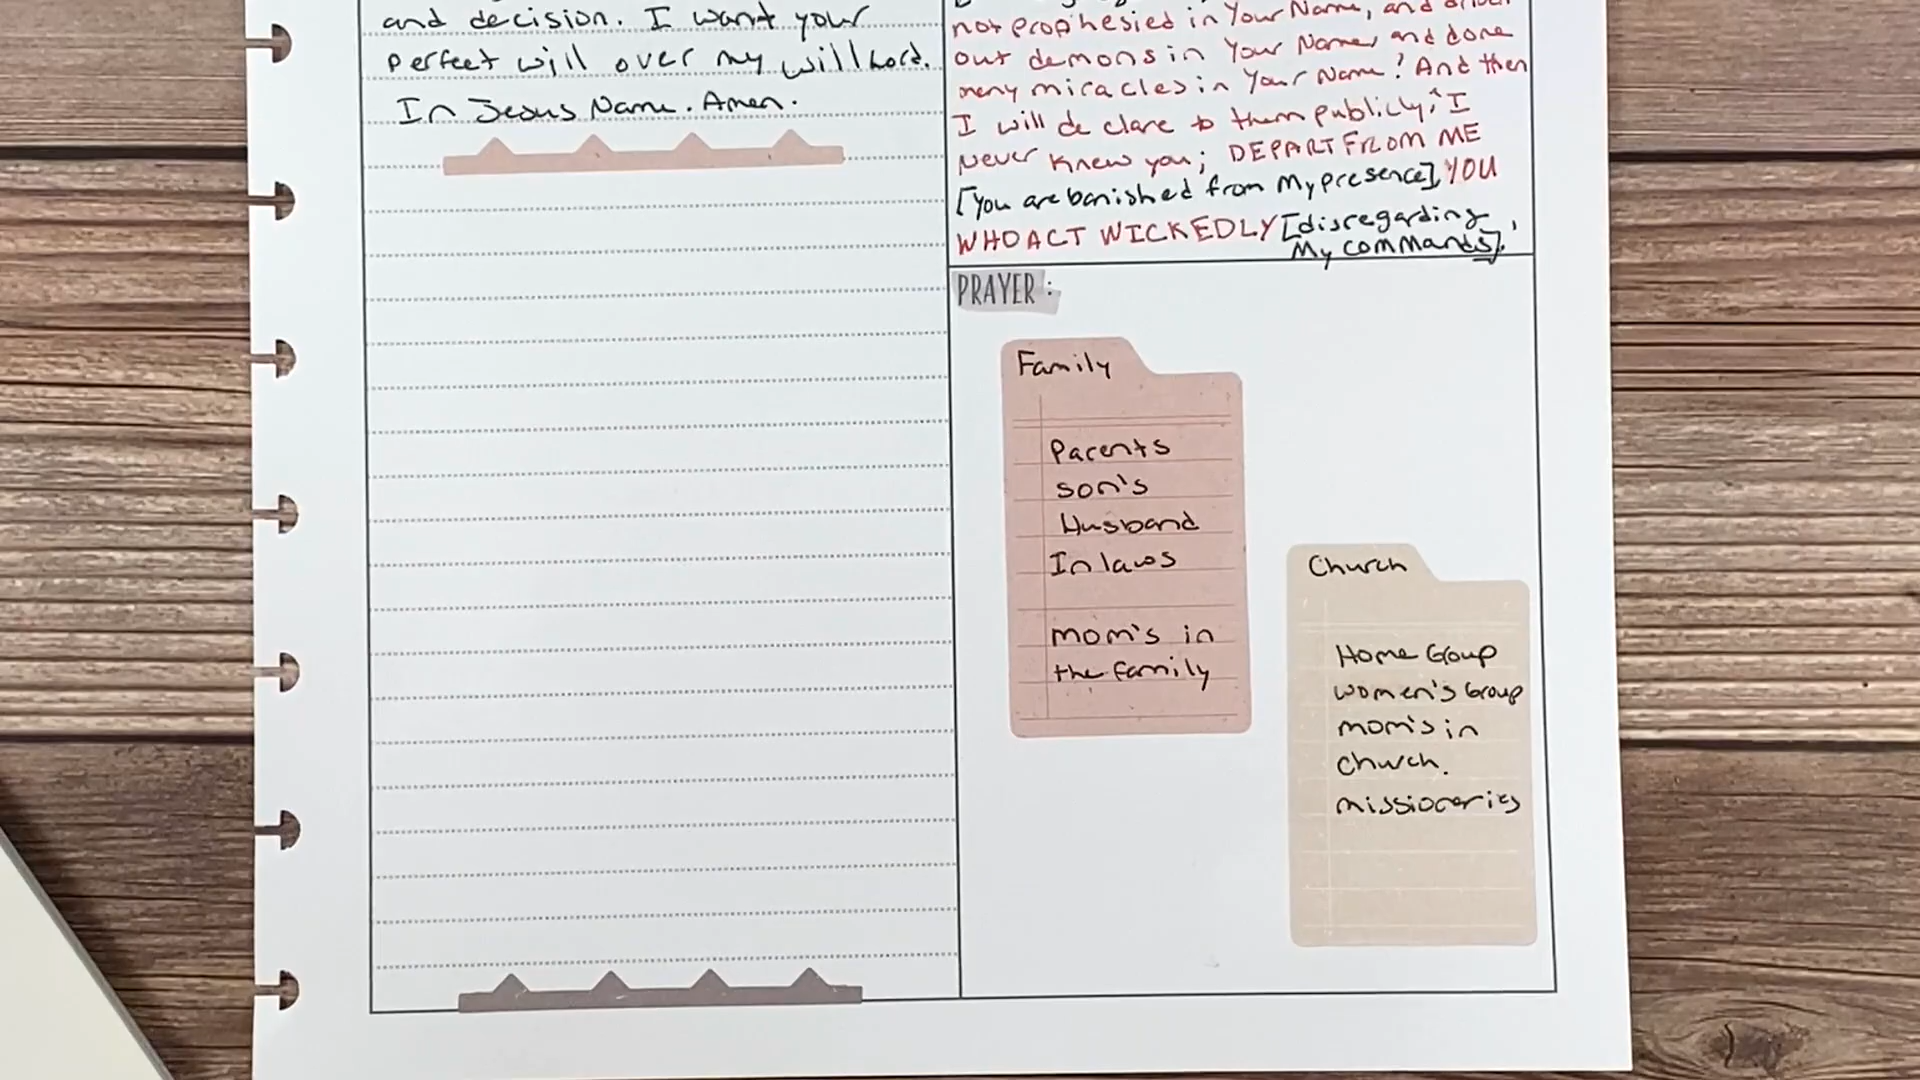 and decision. I want your
perfect will over my will Lord.
In Jesus Name. Amen.
not prophesied in Your Name, and driven
out demons in Your Name, and done
many miracles in Your Name? And then
I will declare to them publicly, 'I
never knew you; DEPART FROM ME
[you are banished from My presence], YOU
WHO ACT WICKEDLY [disregarding
My commands].'
PRAYER:
Family
Parents
son's
Husband
In laws
mom's in
the family
Church
Home Group
women's Group
mom's in
church.
missionaries